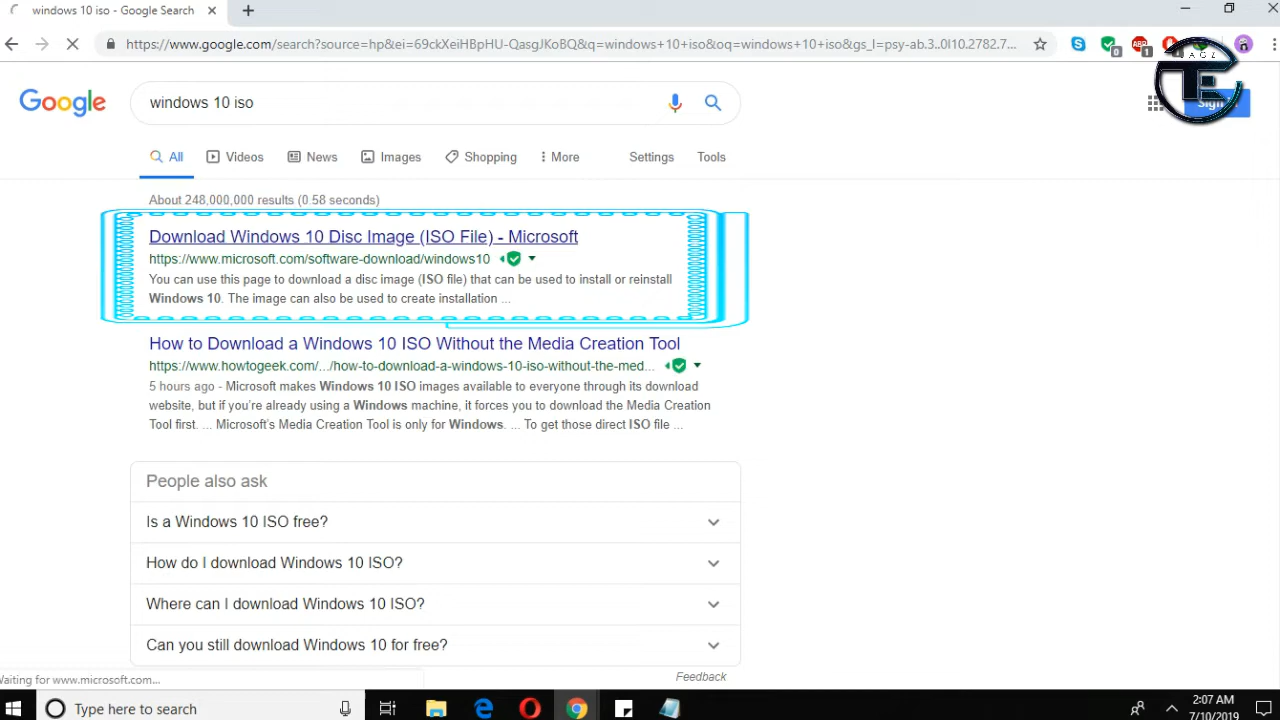 windows 10 iso - Google Search
https://www.google.com/search?source=hp&ei=69ckXeiHBpHU-QasgJKoBQ&q=windows+10+iso&oq=windows+10+iso&gs_l=psy-ab.3..0l10.2782.7...
0
ABP
1
AGZ
TE
Google
windows 10 iso
Sign
All
Videos
News
Images
Shopping
More
Settings
Tools
About 248,000,000 results (0.58 seconds)
Download Windows 10 Disc Image (ISO File) - Microsoft
https://www.microsoft.com/software-download/windows10
You can use this page to download a disc image (ISO file) that can be used to install or reinstall
Windows 10. The image can also be used to create installation ...
How to Download a Windows 10 ISO Without the Media Creation Tool
https://www.howtogeek.com/.../how-to-download-a-windows-10-iso-without-the-med...
5 hours ago - Microsoft makes Windows 10 ISO images available to everyone through its download
website, but if you're already using a Windows machine, it forces you to download the Media Creation
Tool first. ... Microsoft's Media Creation Tool is only for Windows. ... To get those direct ISO file ...
People also ask
Is a Windows 10 ISO free?
How do I download Windows 10 ISO?
Where can I download Windows 10 ISO?
Can you still download Windows 10 for free?
Feedback
Waiting for www.microsoft.com...
Type here to search
2:07 AM
7/10/2019